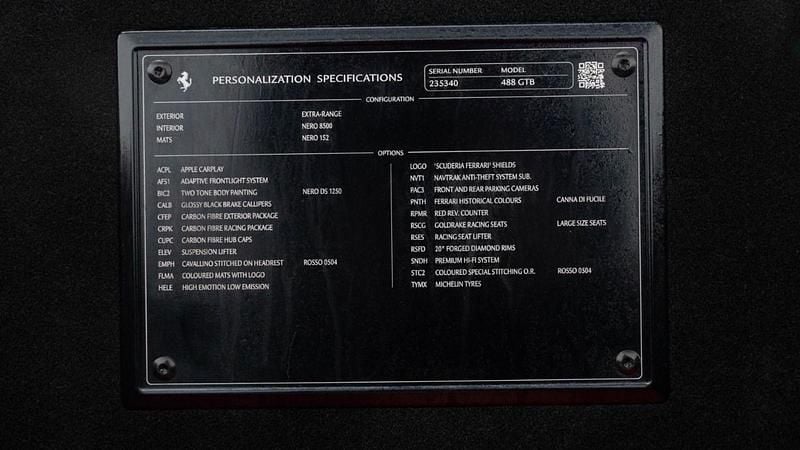 PERSONALIZATION SPECIFICATIONS
SERIAL NUMBER MODEL
235340 488 GTB
CONFIGURATION
EXTERIOR EXTRA-RANGE
INTERIOR NERO 8500
MATS NERO 152
OPTIONS
ACPL APPLE CARPLAY
AFS1 ADAPTIVE FRONTLIGHT SYSTEM
BIC2 TWO TONE BODY PAINTING NERO DS 1250
CALB GLOSSY BLACK BRAKE CALLIPERS
CFEP CARBON FIBRE EXTERIOR PACKAGE
CRPK CARBON FIBRE RACING PACKAGE
CUPC CARBON FIBRE HUB CAPS
ELEV SUSPENSION LIFTER
EMPH CAVALLINO STITCHED ON HEADREST ROSSO 0504
FLMA COLOURED MATS WITH LOGO
HELE HIGH EMOTION LOW EMISSION
LOGO 'SCUDERIA FERRARI' SHIELDS
NVT1 NAVTRAK ANTI-THEFT SYSTEM SUB.
PAC3 FRONT AND REAR PARKING CAMERAS
PNTH FERRARI HISTORICAL COLOURS CANNA DI FUCILE
RPMR RED REV. COUNTER
RSCG GOLDRAKE RACING SEATS LARGE SIZE SEATS
RSES RACING SEAT LIFTER
RSFD 20" FORGED DIAMOND RIMS
SNDH PREMIUM HI-FI SYSTEM
STC2 COLOURED SPECIAL STITCHING O.R. ROSSO 0504
TYMX MICHELIN TYRES